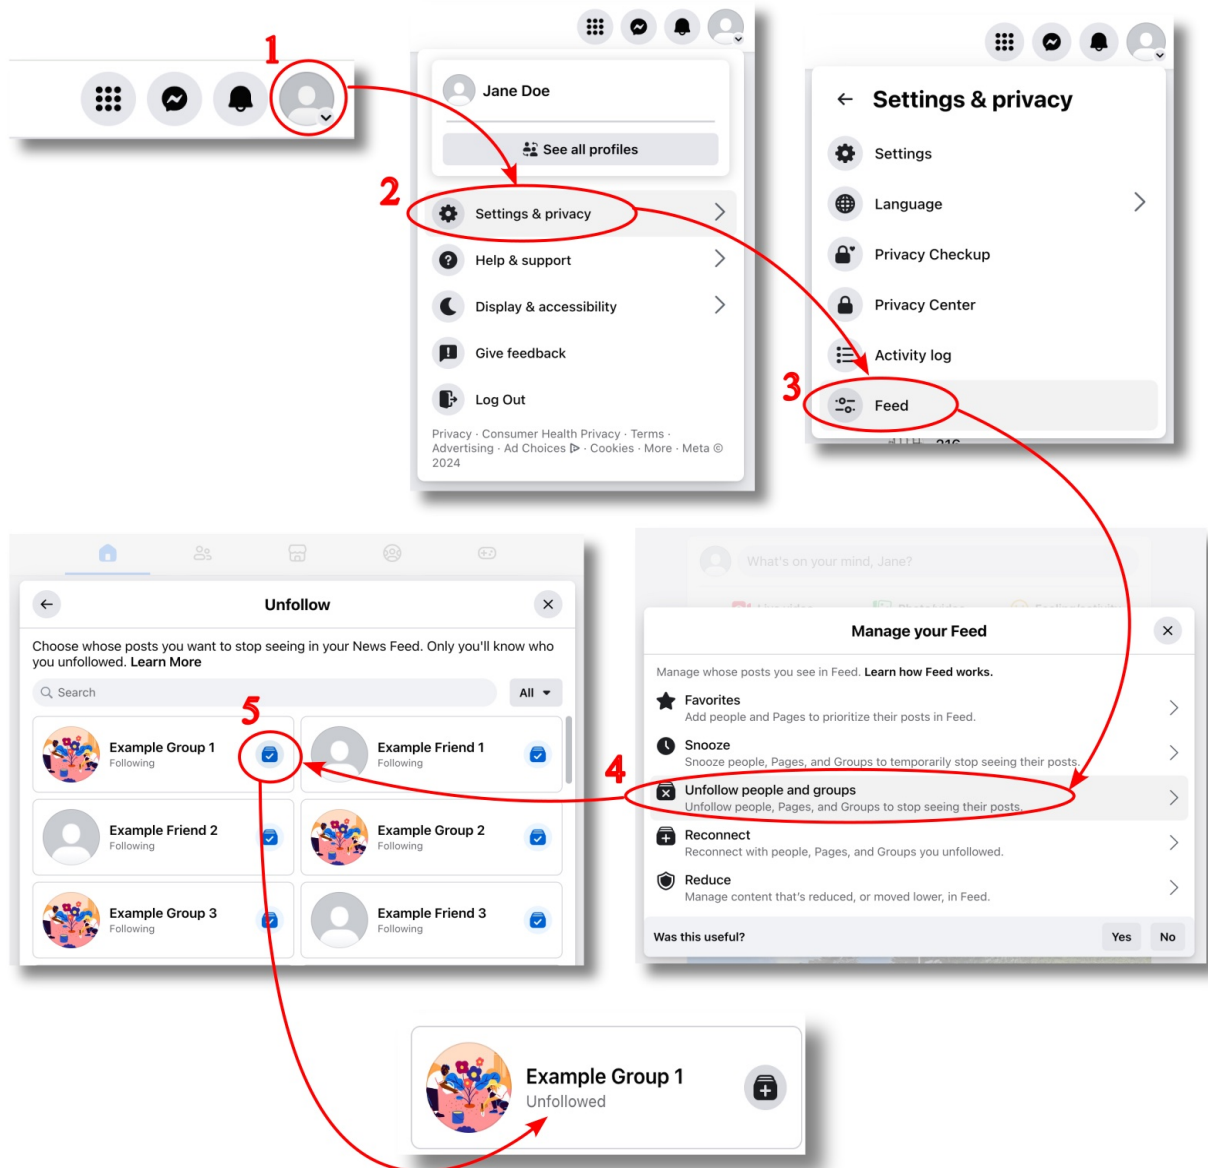 1
2
Jane Doe
See all profiles
Settings & privacy
Help & support
Display & accessibility
Give feedback
Log Out
Privacy · Consumer Health Privacy · Terms ·
Advertising · Ad Choices · Cookies · More · Meta ©
2024
3
Settings & privacy
Settings
Language
Privacy Checkup
Privacy Center
Activity log
Feed
216
What's on your mind, Jane?
Live video
Photo/video
Feeling/activity
4
Manage your Feed
Manage whose posts you see in Feed. Learn how Feed works.
Favorites
Add people and Pages to prioritize their posts in Feed.
Snooze
Snooze people, Pages, and Groups to temporarily stop seeing their posts.
Unfollow people and groups
Unfollow people, Pages, and Groups to stop seeing their posts.
Reconnect
Reconnect with people, Pages, and Groups you unfollowed.
Reduce
Manage content that's reduced, or moved lower, in Feed.
Was this useful?
Yes
No
Unfollow
Choose whose posts you want to stop seeing in your News Feed. Only you'll know who
you unfollowed. Learn More
Search
All
5
Example Group 1
Following
Example Friend 1
Following
Example Friend 2
Following
Example Group 2
Following
Example Group 3
Following
Example Friend 3
Following
Example Group 1
Unfollowed